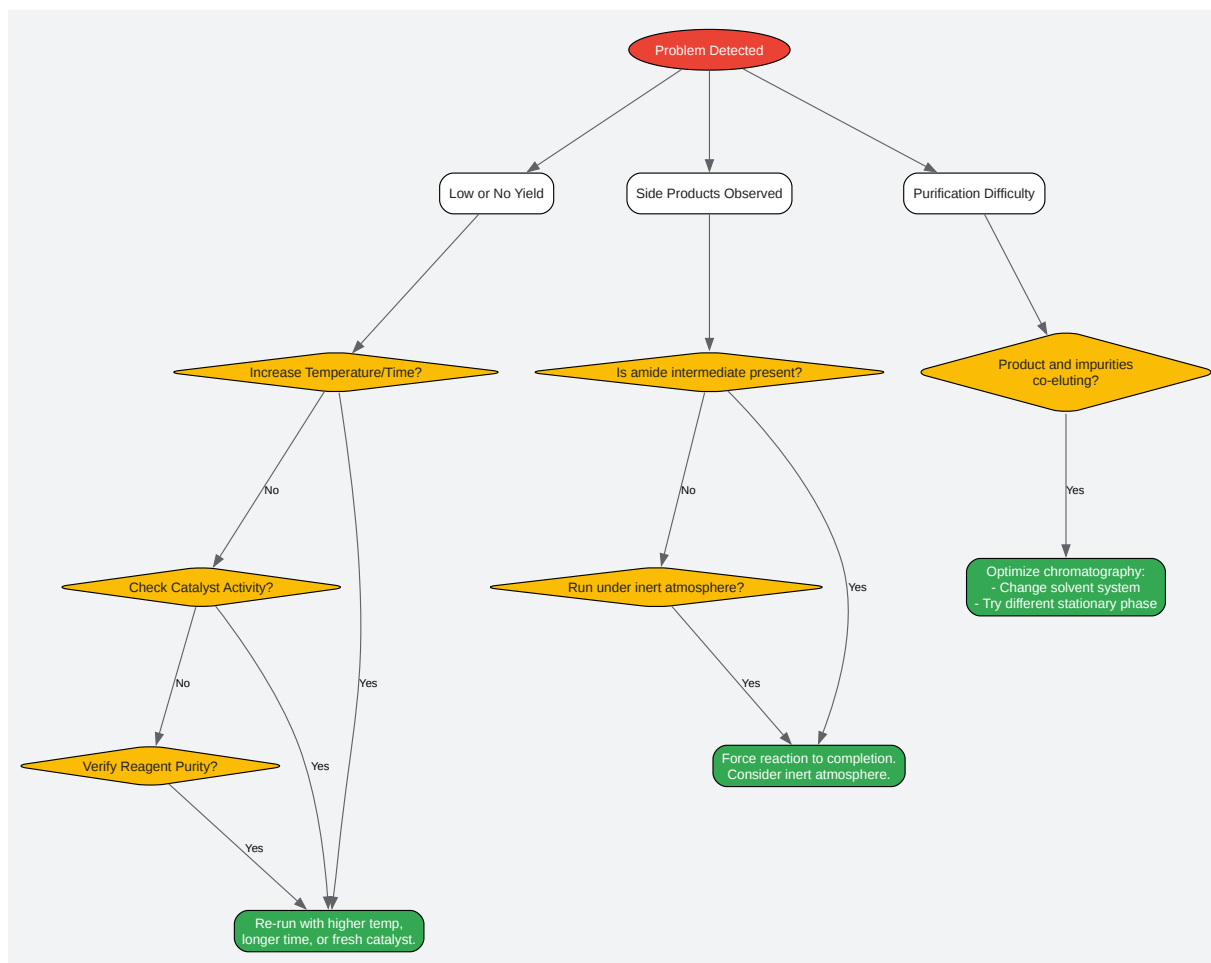 Problem Detected
Low or No Yield
Side Products Observed
Purification Difficulty
Increase Temperature/Time?
Is amide intermediate present?
Product and impurities
co-eluting?
No
No
Yes
Check Catalyst Activity?
Run under inert atmosphere?
Yes
Optimize chromatography:
- Change solvent system
- Try different stationary phase
No
Yes
Yes
Verify Reagent Purity?
Yes
Force reaction to completion.
Consider inert atmosphere.
Yes
Re-run with higher temp,
longer time, or fresh catalyst.